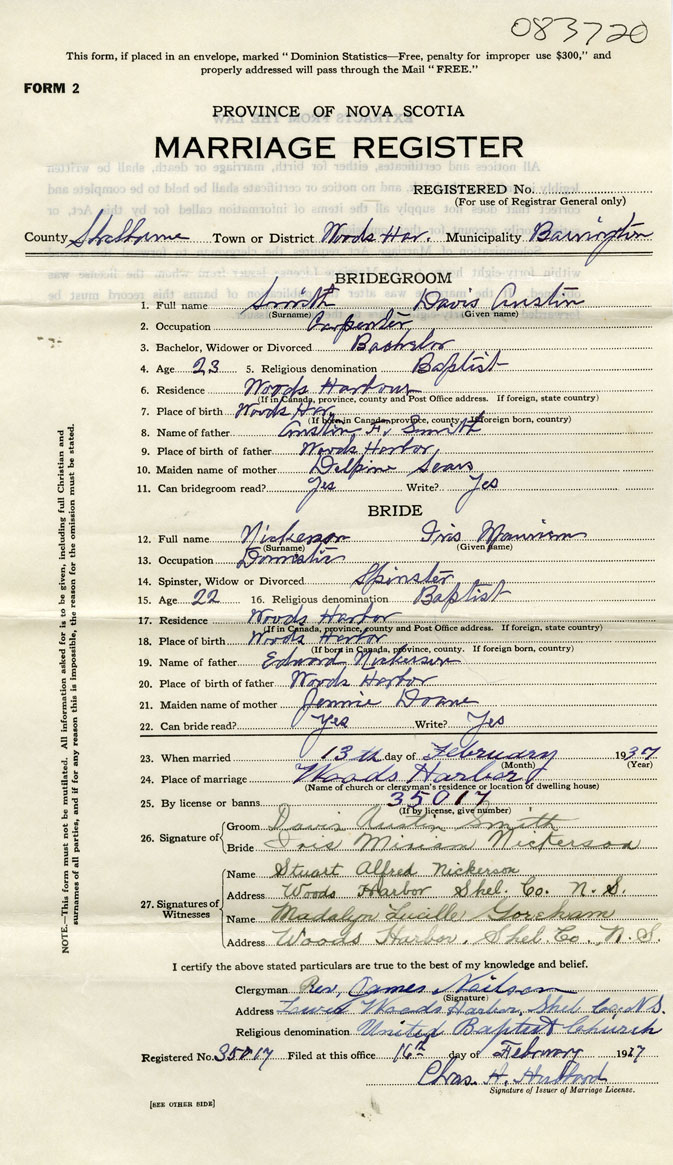 083720
This form, if placed in an envelope, marked "Dominion Statistics—Free, penalty for improper use $300," and
properly addressed will pass through the Mail "FREE."
FORM 2
PROVINCE OF NOVA SCOTIA
MARRIAGE REGISTER
REGISTERED No.
(For use of Registrar General only)
County Shelburne Town or District Woods Har. Municipality Barrington
BRIDEGROOM
1. Full name Smith Davis Austin
(Surname) (Given name)
2. Occupation Carpenter
3. Bachelor, Widower or Divorced Bachelor
4. Age 23 5. Religious denomination Baptist
6. Residence Woods Harbour
(If in Canada, province, county and Post Office address. If foreign, state country)
7. Place of birth Woods Har.
(If born in Canada, province, county. If foreign born, country)
8. Name of father Austin F. Smith
9. Place of birth of father Woods Harbor
10. Maiden name of mother Delpine Sears
11. Can bridegroom read? Yes Write? Yes
BRIDE
12. Full name Nickerson Iris
(Surname) (Given name)
13. Occupation Domestic
14. Spinster, Widow or Divorced Spinster
15. Age 22 16. Religious denomination Baptist
17. Residence Woods Harbor
(If in Canada, province, county and Post Office address. If foreign, state country)
18. Place of birth Woods Harbor
(If born in Canada, province, county. If foreign born, country)
19. Name of father Edward Nickerson
20. Place of birth of father Woods Harbor
21. Maiden name of mother Jennie Doane
22. Can bride read? Yes Write? Yes
23. When married 13th day of February 1937
(Month) (Year)
24. Place of marriage Woods Harbor
(Name of church or clergyman's residence or location of dwelling house)
25. By license or banns 35017
(If by license, give number)
26. Signature of
Groom Davis Austin Smith
Bridge Iris Miriam Nickerson
27. Signatures of Witnesses
Name Stuart Alfred Nickerson
Address Woods Harbor Shel. Co. N. S.
Name Madalyn Lucille Goreham
Address Woods Harbor, Shel Co., N. S.
I certify the above stated particulars are true to the best of my knowledge and belief.
Clergyman Rev. James Neilson
(Signature)
Address Lower Woods Harbor, Shel Co., N.S.
Religious denomination United Baptist Church
Registered No. 35017 Filed at this office 16th day of February 1917
Chas. H. Hubbard
Signature of Issuer of Marriage License.
[SEE OTHER SIDE]
NOTE.—This form must not be mutilated. All information asked for is to be given, including full Christian and
surnames of all parties, and if for any reason this is impossible, the reason for the omission must be stated.